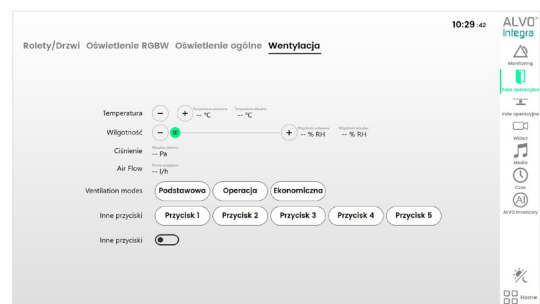 10:29 :42
ALVO®
Integra
Rolety/Drzwi Oświetlenie RGBW Oświetlenie ogólne Wentylacja
Monitoring
Sala operacyjna
Temperatura − + -- °C -- °C
Wilgotność − + -- % RH -- % RH
Ciśnienie -- Pa
Air Flow -- l/h
Ventilation modes Podstawowa Operacja Ekonomiczna
Inne przyciski Przycisk 1 Przycisk 2 Przycisk 3 Przycisk 4 Przycisk 5
Inne przyciski
Wideo
Media
Czas
AI
ALVO Inventory
Home